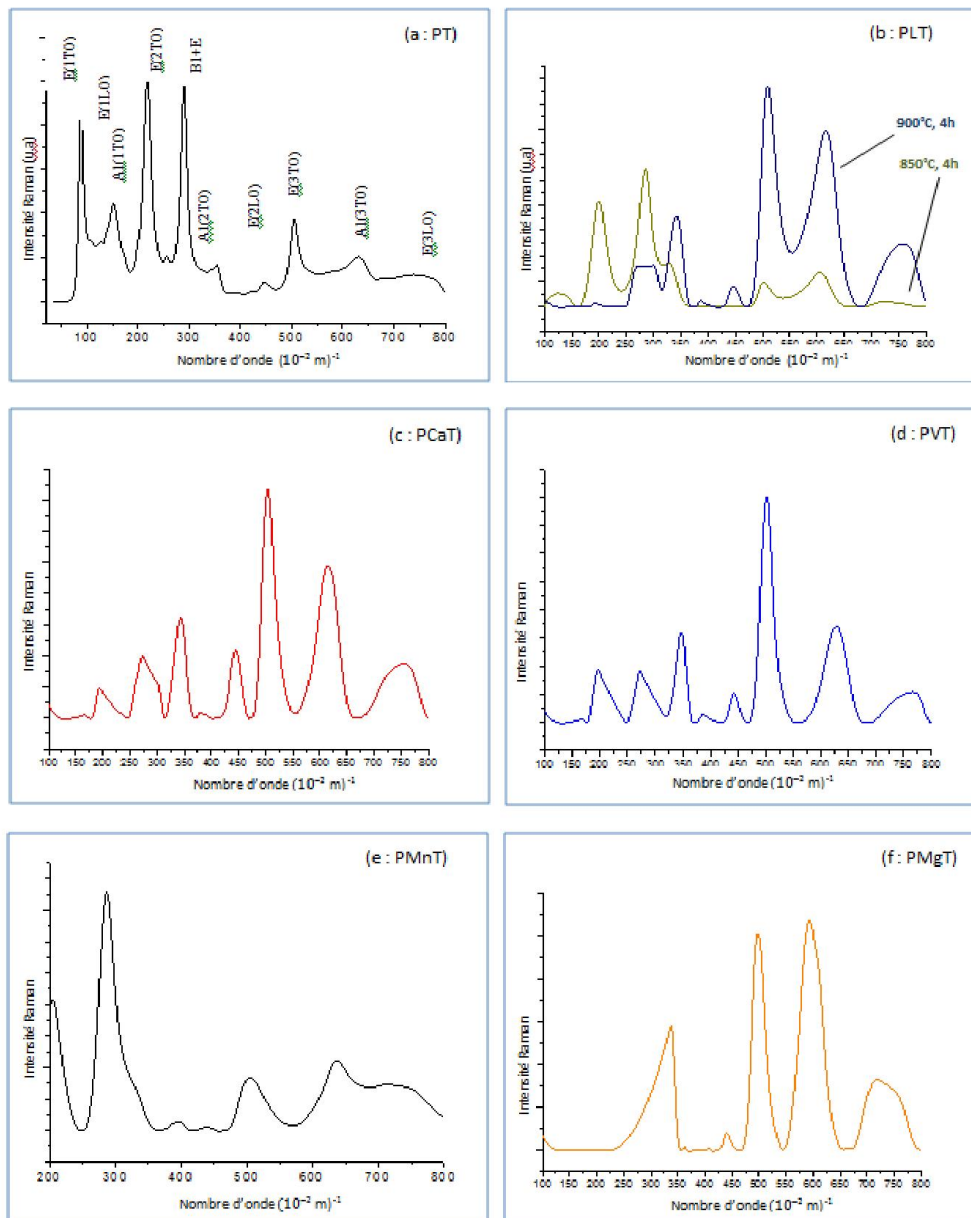 (a : PT)
E(1TO)
E(1LO)
A1(1TO)
E(2TO)
B1+E
A1(2TO)
E(2LO)
E(3TO)
A1(3TO)
E(3LO)
Intensité Raman (u.a)
100 200 300 400 500 600 700 800
Nombre d'onde (10⁻² m)⁻¹
(b : PLT)
900°C, 4h
850°C, 4h
Intensité Raman (u.a)
100 150 200 250 300 350 400 450 500 550 600 650 700 750 800
Nombre d'onde (10⁻² m)⁻¹
(c : PCaT)
Intensité Raman
100 150 200 250 300 350 400 450 500 550 600 650 700 750 800
Nombre d'onde (10⁻² m)⁻¹
(d : PVT)
Intensité Raman
100 150 200 250 300 350 400 450 500 550 600 650 700 750 800
Nombre d'onde (10⁻² m)⁻¹
(e : PMnT)
Intensité Raman
200 300 400 500 600 700 800
Nombre d'onde (10⁻² m)⁻¹
(f : PMgT)
Intensité Raman
100 150 200 250 300 350 400 450 500 550 600 650 700 750 800
Nombre d'onde (10⁻² m)⁻¹